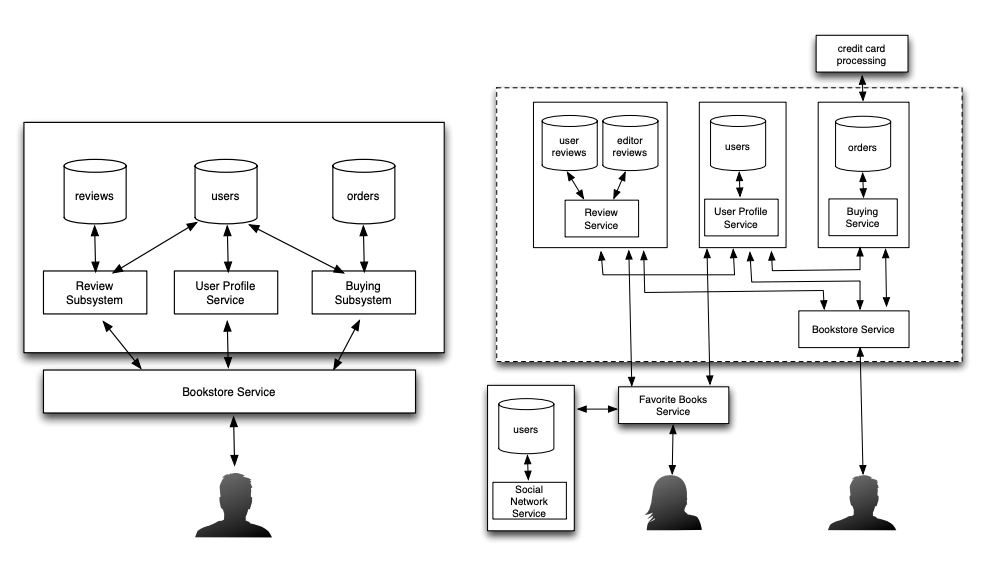 reviews
users
orders
Review
Subsystem
User Profile
Service
Buying
Subsystem
Bookstore Service
credit card
processing
user
reviews
editor
reviews
users
orders
Review
Service
User Profile
Service
Buying
Service
Bookstore Service
Favorite Books
Service
users
Social
Network
Service